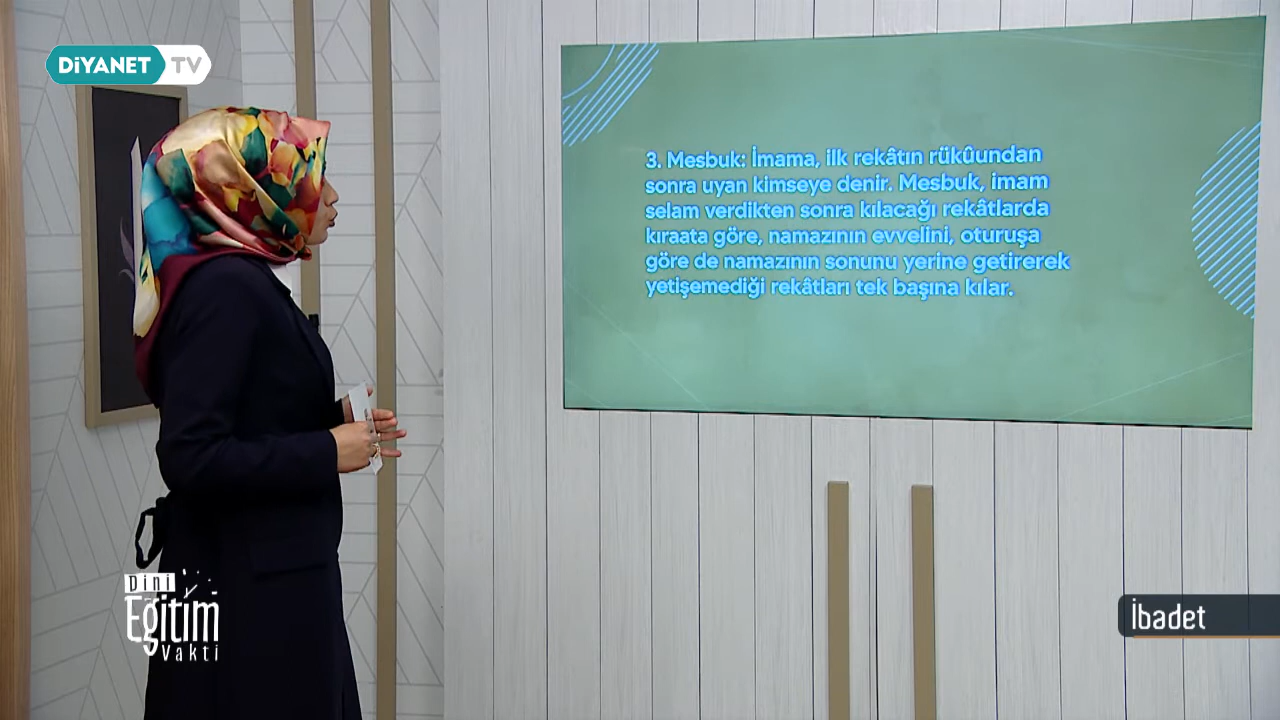 DİYANET TV
3. Mesbuk: İmama, ilk rekâtın rükûundan
sonra uyan kimseye denir. Mesbuk, imam
selam verdikten sonra kılacağı rekâtlarda
kıraata göre, namazının evvelini, oturuşa
göre de namazının sonunu yerine getirerek
yetişemediği rekâtları tek başına kılar.
Dini
Eğitim
Vakti
İbadet